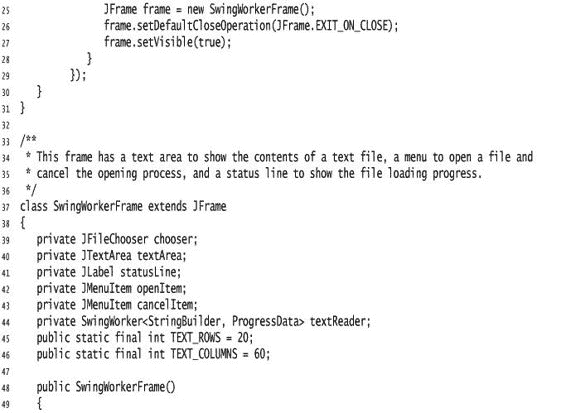 25 JFrame frame = new SwingWorkerFrame();
26 frame.setDefaultCloseOperation(JFrame.EXIT_ON_CLOSE);
27 frame.setVisible(true);
28 }
29 });
30 }
31 }
32
33 /**
34 * This frame has a text area to show the contents of a text file, a menu to open a file and
35 * cancel the opening process, and a status line to show the file loading progress.
36 */
37 class SwingWorkerFrame extends JFrame
38 {
39 private JFileChooser chooser;
40 private JTextArea textArea;
41 private JLabel statusLine;
42 private JMenuItem openItem;
43 private JMenuItem cancelItem;
44 private SwingWorker<StringBuilder, ProgressData> textReader;
45 public static final int TEXT_ROWS = 20;
46 public static final int TEXT_COLUMNS = 60;
47
48 public SwingWorkerFrame()
49 {